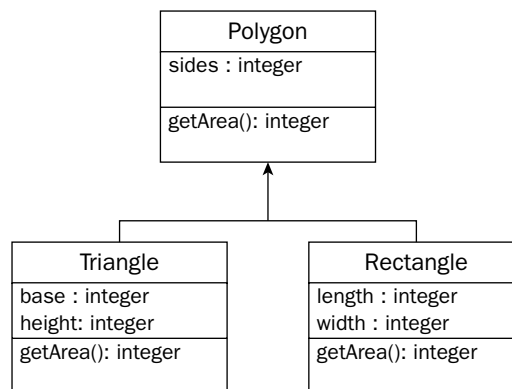 Polygon
sides : integer
getArea(): integer
Triangle
base : integer
height: integer
getArea(): integer
Rectangle
length : integer
width : integer
getArea(): integer